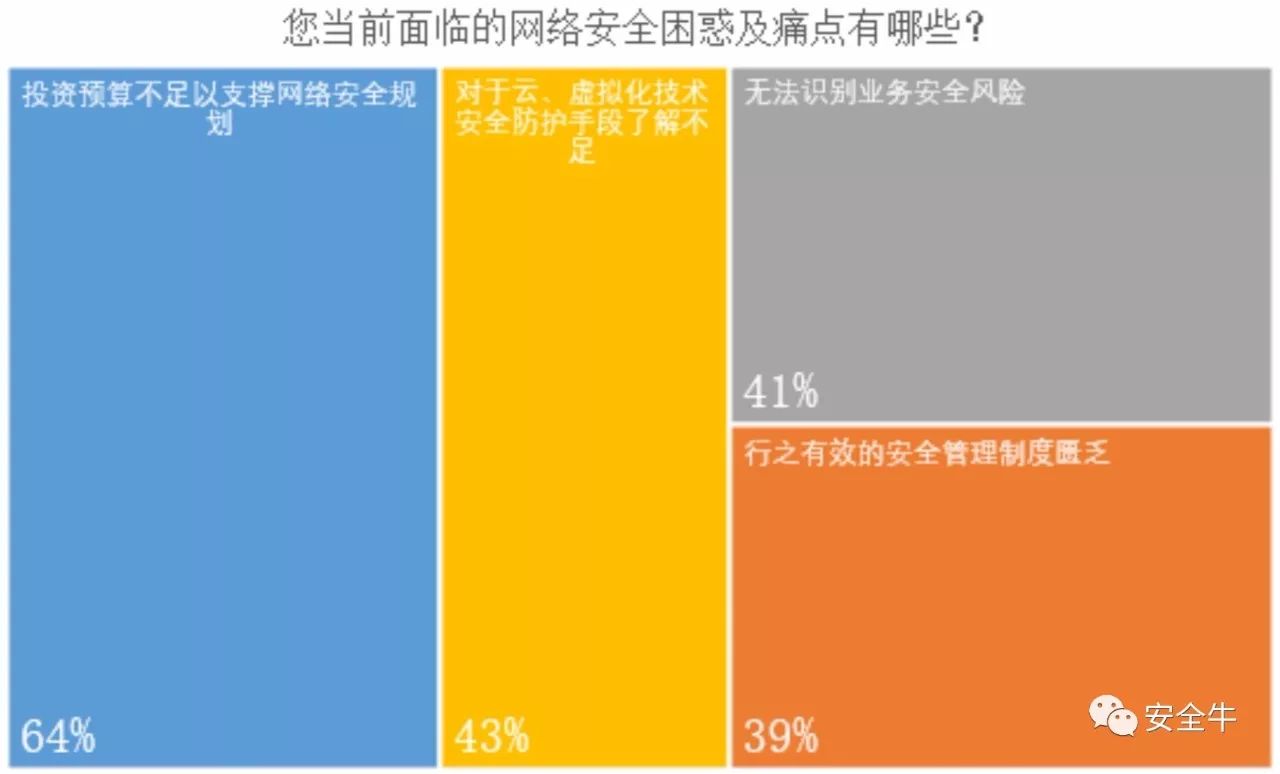 您当前面临的网络安全困惑及痛点有哪些？
投资预算不足以支撑网络安全规
划
64%
对于云、虚拟化技术
安全防护手段了解不
足
43%
无法识别业务安全风险
41%
行之有效的安全管理制度匮乏
39%
安全牛